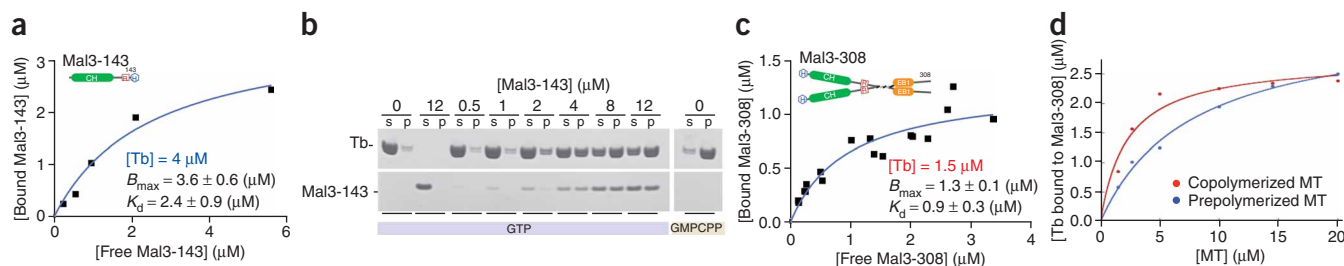 a
Mal3-143
143
CH
H
[Bound Mal3-143] (μM)
3
2
1
0
[Tb] = 4 μM
Bmax = 3.6 ± 0.6 (μM)
Kd = 2.4 ± 0.9 (μM)
0 2 4 6
[Free Mal3-143] (μM)
b
[Mal3-143] (μM)
0 12 0.5 1 2 4 8 12 0
s p s p s p s p s p s p s p s p s p
Tb-
Mal3-143 -
GTP GMPCPP
c
Mal3-308
308
H
CH
EB1
H
CH
EB1
[Bound Mal3-308] (μM)
1.5
1.0
0.5
0
[Tb] = 1.5 μM
Bmax = 1.3 ± 0.1 (μM)
Kd = 0.9 ± 0.3 (μM)
0 1 2 3 4
[Free Mal3-308] (μM)
d
[Tb bound to Mal3-308] (μM)
2.5
2.0
1.5
1.0
0.5
0
Copolymerized MT
Prepolymerized MT
0 5 10 15 20
[MT] (μM)